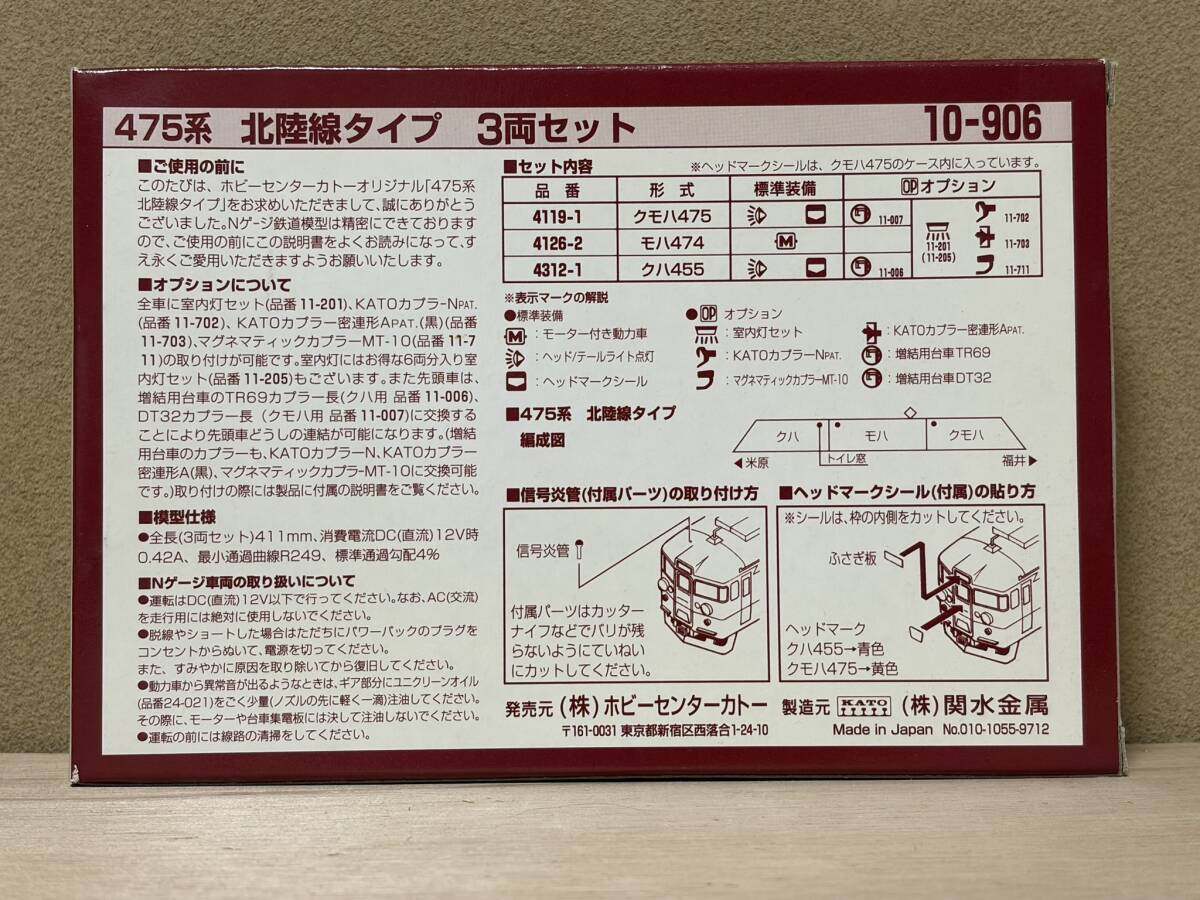 475系 北陸線タイプ 3両セット 10-906
■ご使用の前に
このたびは、ホビーセンターカトーオリジナル「475系
北陸線タイプ」をお求めいただきまして、誠にありがとう
ございました。Nゲージ鉄道模型は精密にできております
ので、ご使用の前にこの説明書をよくお読みになって、す
え永くご愛用いただきますようお願いいたします。
■オプションについて
全車に室内灯セット(品番11-201)、KATOカプラーNPAT.
(品番11-702)、KATOカプラー密連形APAT.(黒)(品番
11-703)、マグネマティックカプラーMT-10(品番11-7
11)の取り付けが可能です。室内灯にはお得な6両分入り室
内灯セット(品番11-205)もございます。また先頭車は、
増結用台車のTR69カプラー長(クハ用 品番11-006)、
DT32カプラー長(クモハ用 品番11-007)に交換する
ことにより先頭車どうしの連結が可能になります。(増結
用台車のカプラーも、KATOカプラーN、KATOカプラー
密連形A(黒)、マグネマティックカプラーMT-10に交換可能
です。)取り付けの際には製品に付属の説明書をご覧ください。
■模型仕様
●全長(3両セット)411mm、消費電流DC(直流)12V時
0.42A、最小通過曲線R249、標準通過勾配4%
■Nゲージ車両の取り扱いについて
●運転はDC(直流)12V以下で行ってください。なお、AC(交流)
を走行用には絶対に使用しないでください。
●脱線やショートした場合はただちにパワーパックのプラグを
コンセントからぬいて、電源を切ってください。
また、すみやかに原因を取り除いてから復旧してください。
●動力車から異常音が出るようなときは、ギア部分にユニクリーンオイル
(品番24-021)をごく少量(ノズルの先に軽く一滴)注油してください。
その際に、モーターや台車集電板には決して注油しないでください。
●運転の前には線路の清掃をしてください。
■セット内容 ※ヘッドマークシールは、クモハ475のケース内に入っています。
品番 形式 標準装備 OPオプション
4119-1 クモハ475 11-007 11-702
4126-2 モハ474 M 11-201 (11-205) 11-703
4312-1 クハ455 11-006 11-711
※表示マークの解説
●標準装備 ●OP オプション
M:モーター付き動力車 :室内灯セット :KATOカプラー密連形APAT.
:ヘッド/テールライト点灯 :KATOカプラーNPAT. :増結用台車TR69
:ヘッドマークシール :マグネマティックカプラーMT-10 :増結用台車DT32
■475系 北陸線タイプ
編成図
クハ モハ クモハ
◀米原 トイレ窓 福井▶
■信号炎管(付属パーツ)の取り付け方
信号炎管
付属パーツはカッター
ナイフなどでバリが残
らないようにていねい
にカットしてください。
■ヘッドマークシール(付属)の貼り方
※シールは、枠の内側をカットしてください。
ふさぎ板
ヘッドマーク
クハ455→青色
クモハ475→黄色
発売元 (株)ホビーセンターカトー 製造元 KATO (株)関水金属
〒161-0031 東京都新宿区西落合1-24-10 Made in Japan No.010-1055-9712